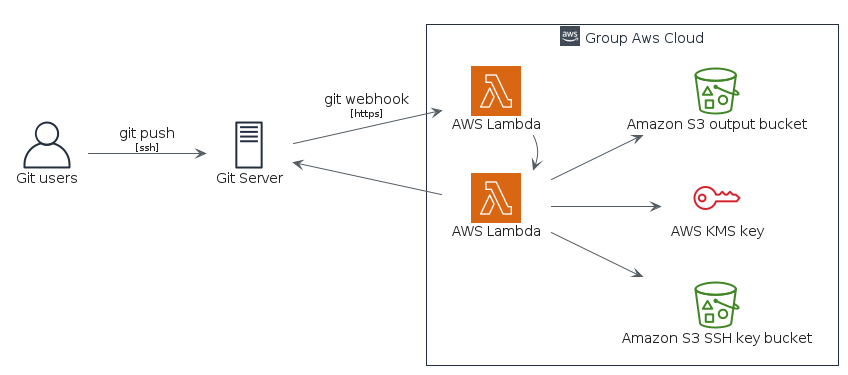 aws
Group Aws Cloud
git webhook
[https]
AWS Lambda
Amazon S3 output bucket
git push
[ssh]
Git users
Git Server
AWS Lambda
AWS KMS key
Amazon S3 SSH key bucket